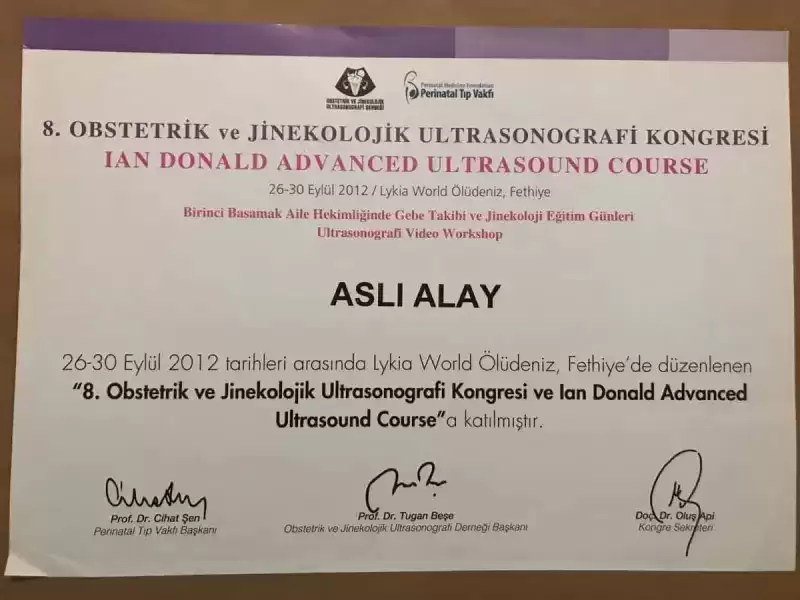 OBSTETRİK VE JİNEKOLOJİK
ULTRASONOGRAFİ DERNEĞİ
Perinatal Medicine Foundation
Perinatal Tıp Vakfı
8. OBSTETRİK ve JİNEKOLOJİK ULTRASONOGRAFİ KONGRESİ
IAN DONALD ADVANCED ULTRASOUND COURSE
26-30 Eylül 2012 / Lykia World Ölüdeniz, Fethiye
Birinci Basamak Aile Hekimliğinde Gebe Takibi ve Jinekoloji Eğitim Günleri
Ultrasonografi Video Workshop
ASLI ALAY
26-30 Eylül 2012 tarihleri arasında Lykia World Ölüdeniz, Fethiye'de düzenlenen
"8. Obstetrik ve Jinekolojik Ultrasonografi Kongresi ve Ian Donald Advanced
Ultrasound Course"a katılmıştır.
Prof. Dr. Cihat Şen
Perinatal Tıp Vakfı Başkanı
Prof. Dr. Tugan Beşe
Obstetrik ve Jinekolojik Ultrasonografi Derneği Başkanı
Doç. Dr. Oluş Api
Kongre Sekreteri